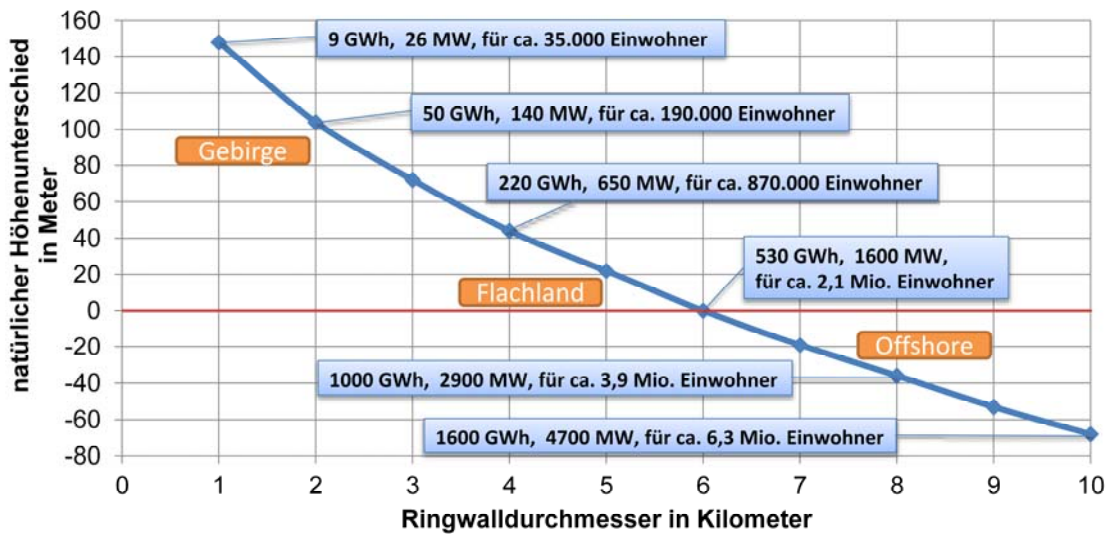 natürlicher Höhenunterschied
in Meter
160
140
120
100
80
60
40
20
0
-20
-40
-60
-80
9 GWh, 26 MW, für ca. 35.000 Einwohner
50 GWh, 140 MW, für ca. 190.000 Einwohner
Gebirge
220 GWh, 650 MW, für ca. 870.000 Einwohner
530 GWh, 1600 MW,
für ca. 2,1 Mio. Einwohner
Flachland
Offshore
1000 GWh, 2900 MW, für ca. 3,9 Mio. Einwohner
1600 GWh, 4700 MW, für ca. 6,3 Mio. Einwohner
0 1 2 3 4 5 6 7 8 9 10
Ringwalldurchmesser in Kilometer